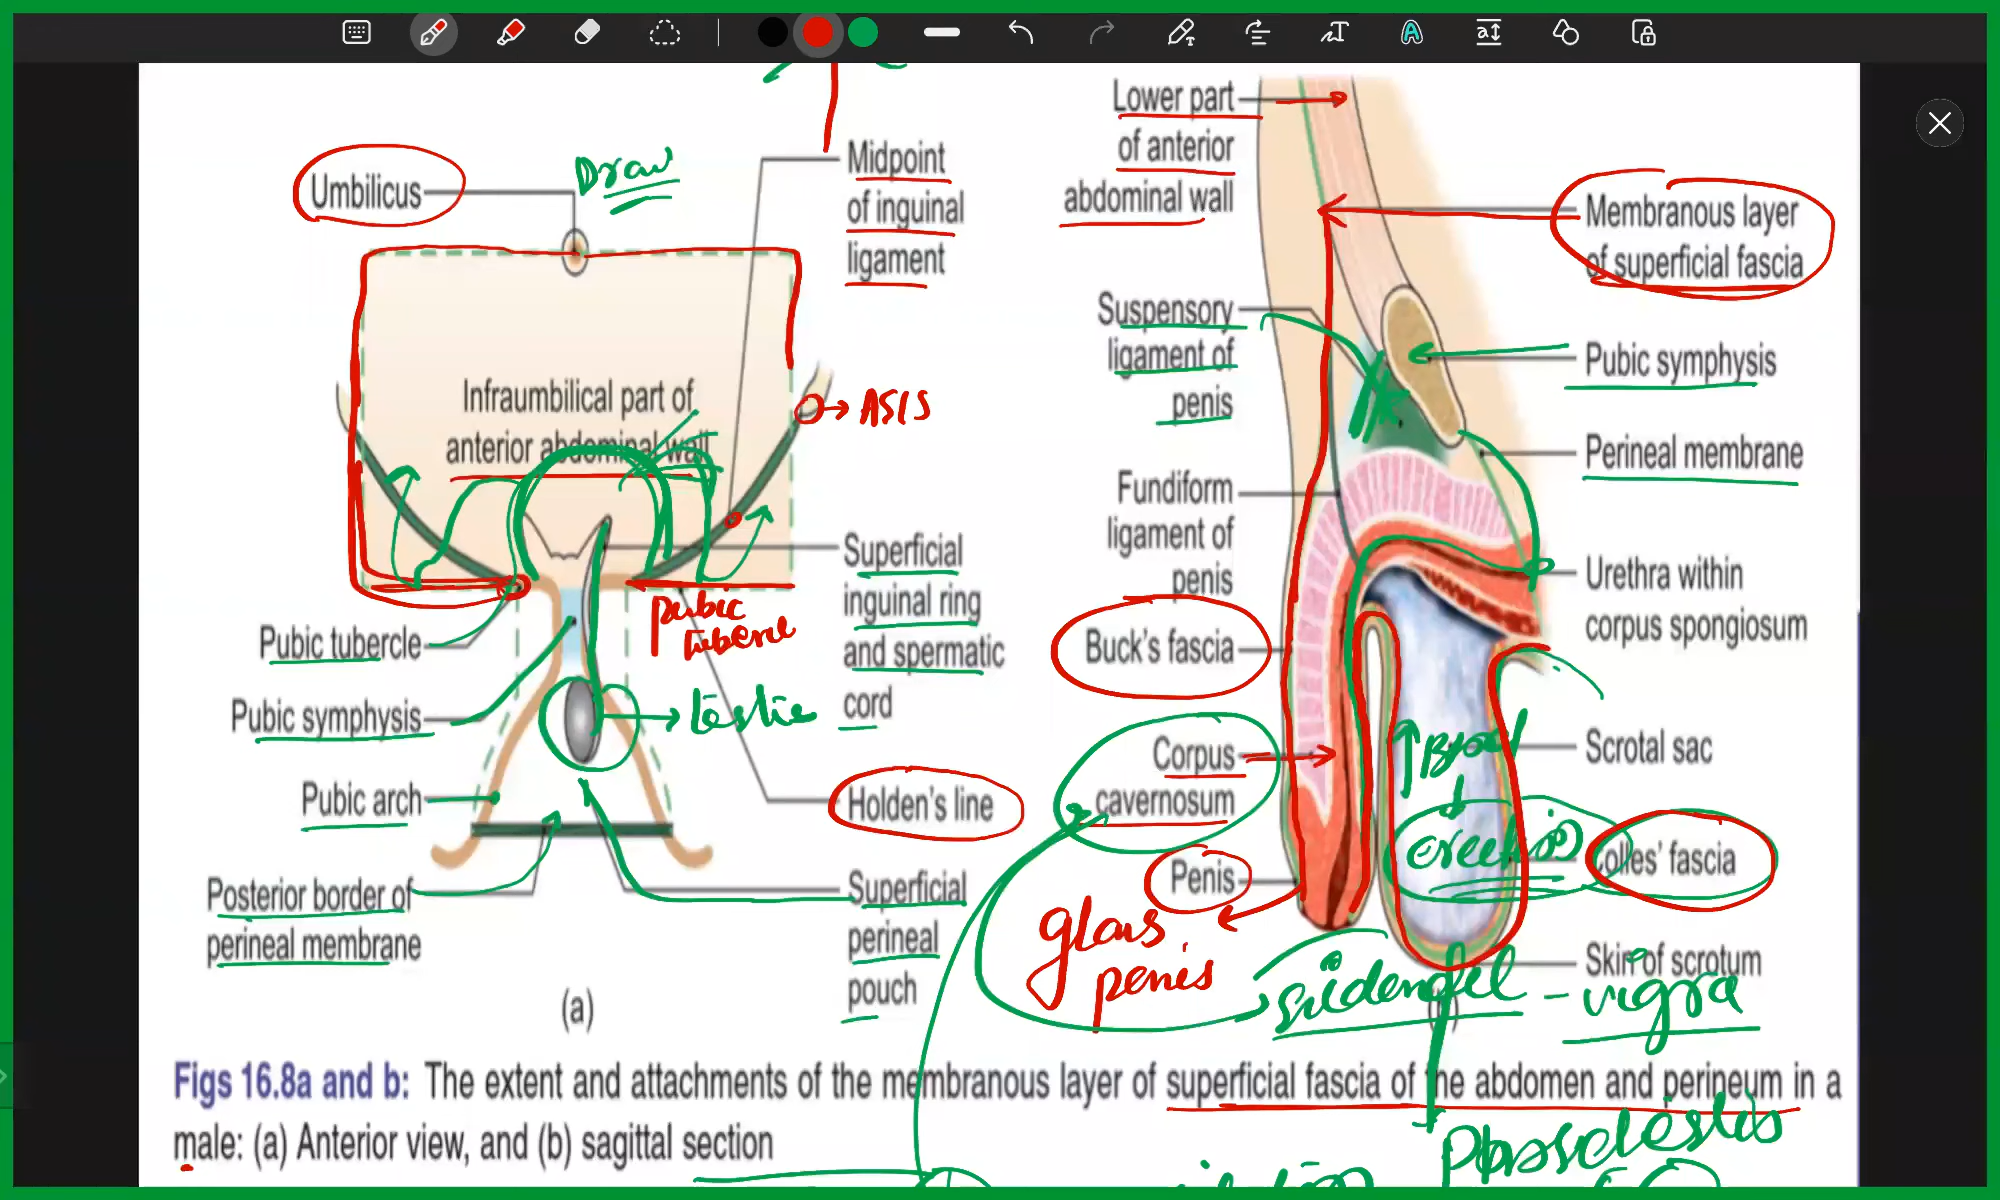 Draw
Umbilicus
Midpoint
of inguinal
ligament
Infraumbilical part of
anterior abdominal wall
ASIS
Superficial
inguinal ring
and spermatic
cord
pubic
Pubic tubercle
Pubic symphysis
Pubic arch
Posterior border of
perineal membrane
Holden's line
Superficial
perineal
pouch
(a)
Lower part
of anterior
abdominal wall
Suspensory
ligament of
penis
Fundiform
ligament of
penis
Buck's fascia
Corpus
cavernosum
Penis
glans
penis
Membranous layer
of superficial fascia
Pubic symphysis
Perineal membrane
Urethra within
corpus spongiosum
Scrotal sac
Colles' fascia
Skin of scrotum
Figs 16.8a and b: The extent and attachments of the membranous layer of superficial fascia of the abdomen and perineum in a
male: (a) Anterior view, and (b) sagittal section